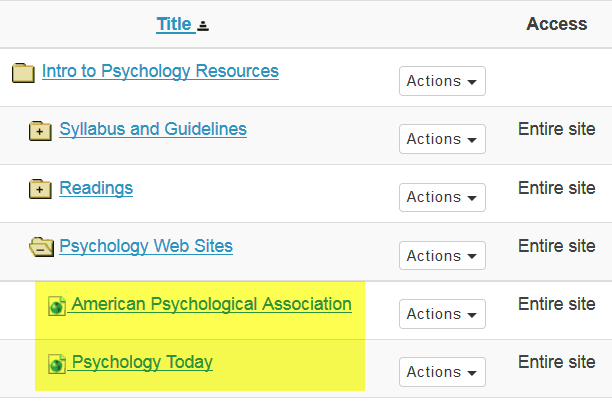 Title Access
Intro to Psychology Resources Actions
Syllabus and Guidelines Actions Entire site
Readings Actions Entire site
Psychology Web Sites Actions Entire site
American Psychological Association Actions Entire site
Psychology Today Actions Entire site